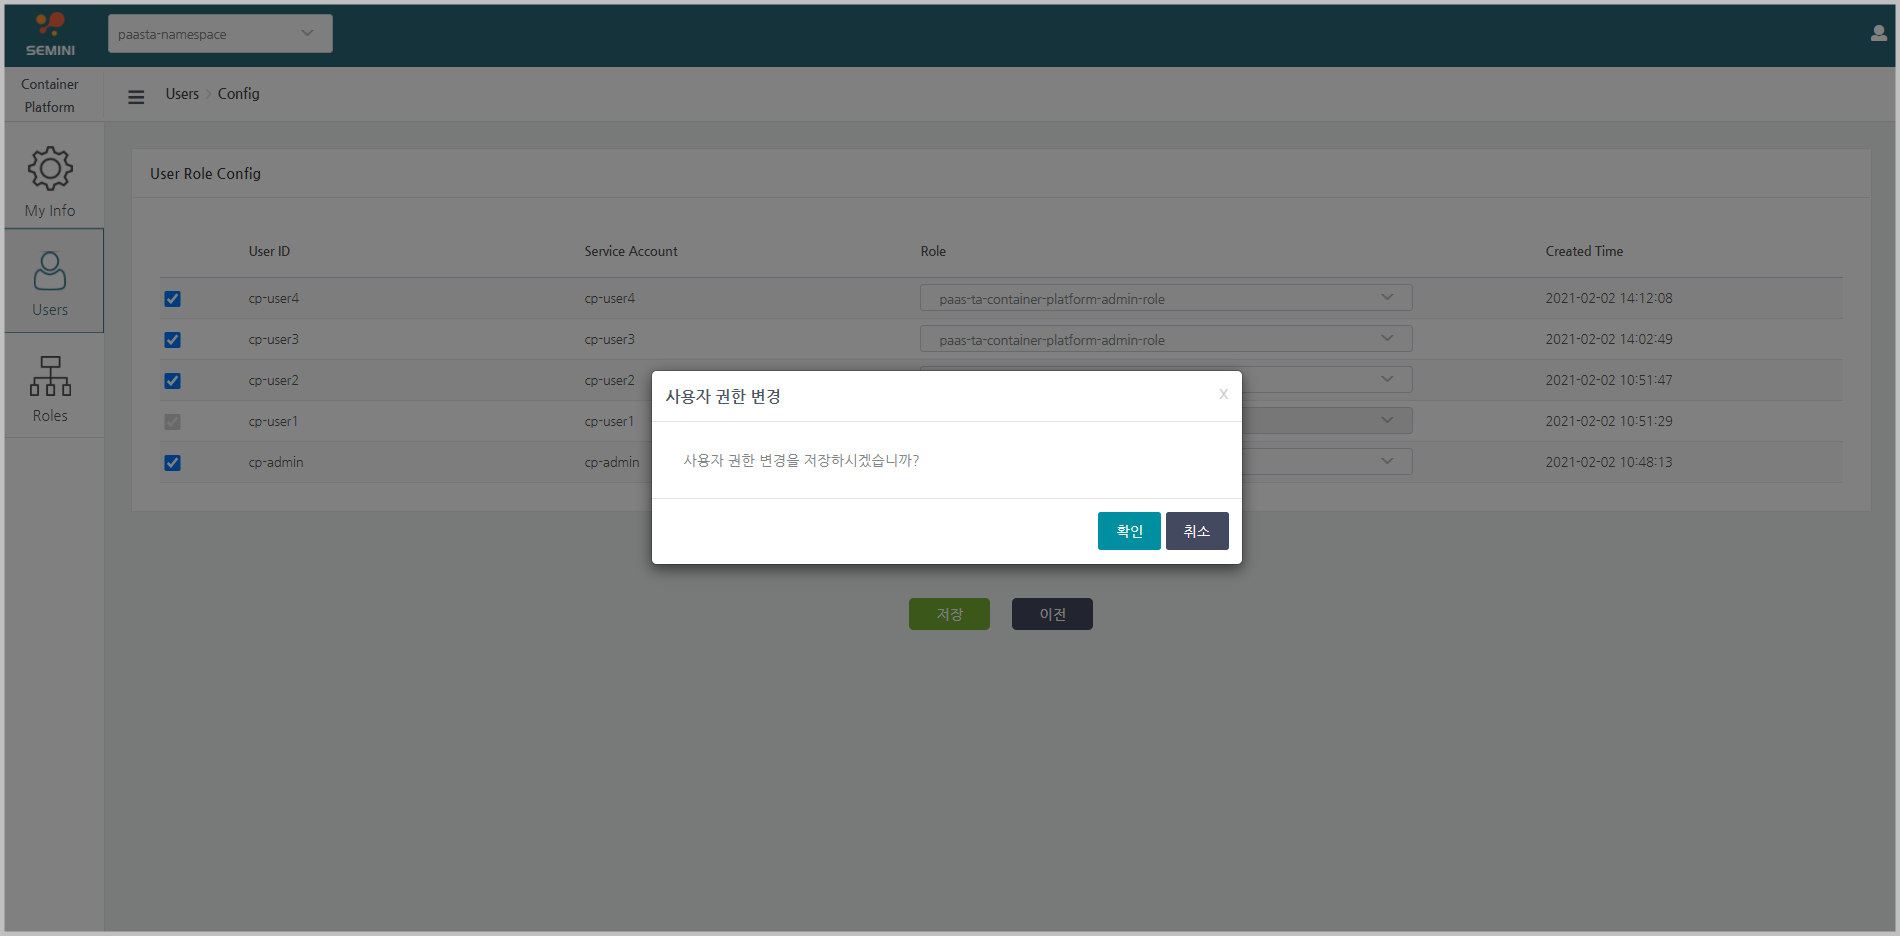 SEMINI
paasta-namespace
Container
Platform
Users > Config
My Info
Users
Roles
User Role Config
User ID Service Account Role Created Time
cp-user4 cp-user4 paas-ta-container-platform-admin-role 2021-02-02 14:12:08
cp-user3 cp-user3 paas-ta-container-platform-admin-role 2021-02-02 14:02:49
cp-user2 cp-user2 2021-02-02 10:51:47
cp-user1 cp-user1 2021-02-02 10:51:29
cp-admin cp-admin 2021-02-02 10:48:13
사용자 권한 변경 X
사용자 권한 변경을 저장하시겠습니까?
확인 취소
저장 이전